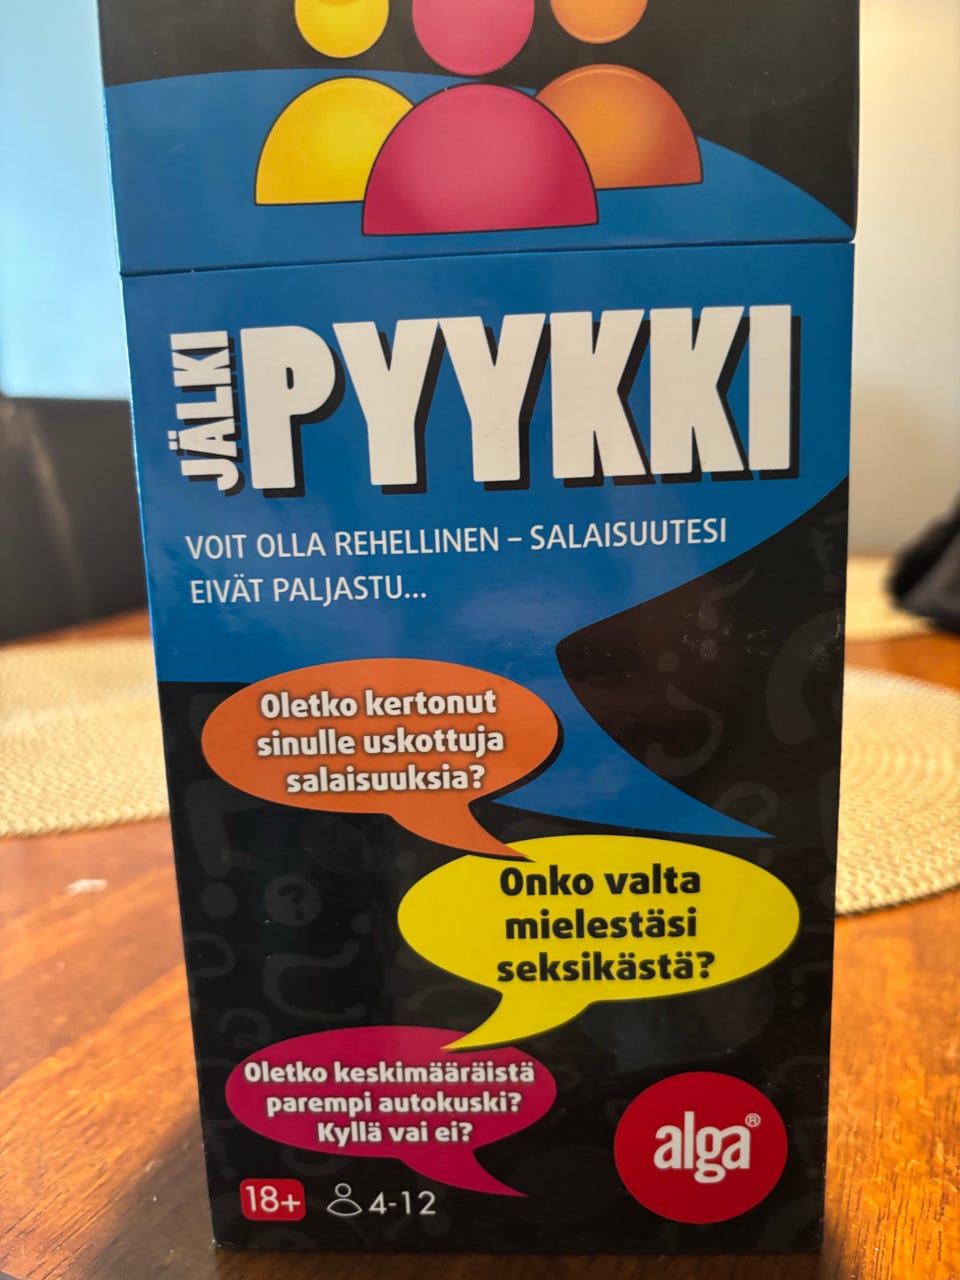 JÄLKI PYYKKI
VOIT OLLA REHELLINEN – SALAISUUTESI
EIVÄT PALJASTU...
Oletko kertonut
sinulle uskottuja
salaisuuksia?
Onko valta
mielestäsi
seksikästä?
Oletko keskimääräistä
parempi autokuski?
Kyllä vai ei?
alga®
18+ 4-12